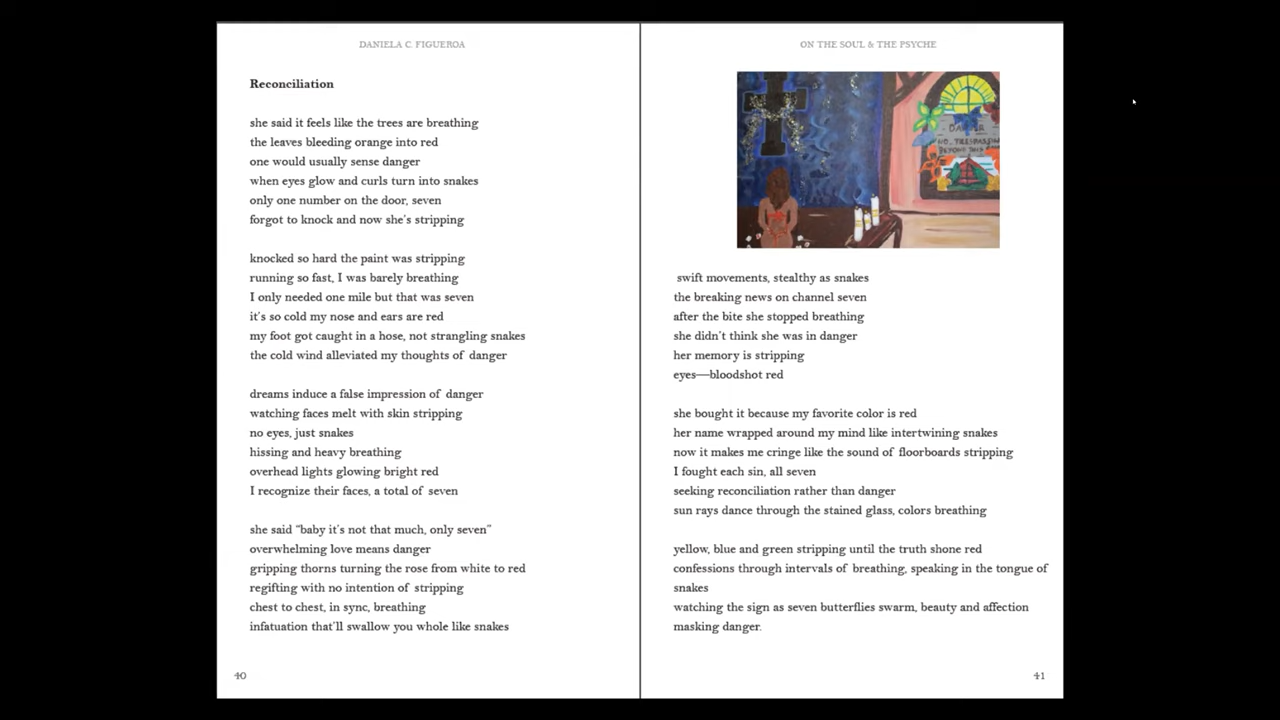 DANIELA C. FIGUEROA
Reconciliation
she said it feels like the trees are breathing
the leaves bleeding orange into red
one would usually sense danger
when eyes glow and curls turn into snakes
only one number on the door, seven
forgot to knock and now she's stripping
knocked so hard the paint was stripping
running so fast, I was barely breathing
I only needed one mile but that was seven
it's so cold my nose and ears are red
my foot got caught in a hose, not strangling snakes
the cold wind alleviated my thoughts of danger
dreams induce a false impression of danger
watching faces melt with skin stripping
no eyes, just snakes
hissing and heavy breathing
overhead lights glowing bright red
I recognize their faces, a total of seven
she said “baby it's not that much, only seven”
overwhelming love means danger
gripping thorns turning the rose from white to red
regifting with no intention of stripping
chest to chest, in sync, breathing
infatuation that'll swallow you whole like snakes
40
ON THE SOUL & THE PSYCHE
DANGER
NO TRESPASSING
BEYOND THIS
swift movements, stealthy as snakes
the breaking news on channel seven
after the bite she stopped breathing
she didn't think she was in danger
her memory is stripping
eyes—bloodshot red
she bought it because my favorite color is red
her name wrapped around my mind like intertwining snakes
now it makes me cringe like the sound of floorboards stripping
I fought each sin, all seven
seeking reconciliation rather than danger
sun rays dance through the stained glass, colors breathing
yellow, blue and green stripping until the truth shone red
confessions through intervals of breathing, speaking in the tongue of
snakes
watching the sign as seven butterflies swarm, beauty and affection
masking danger.
41